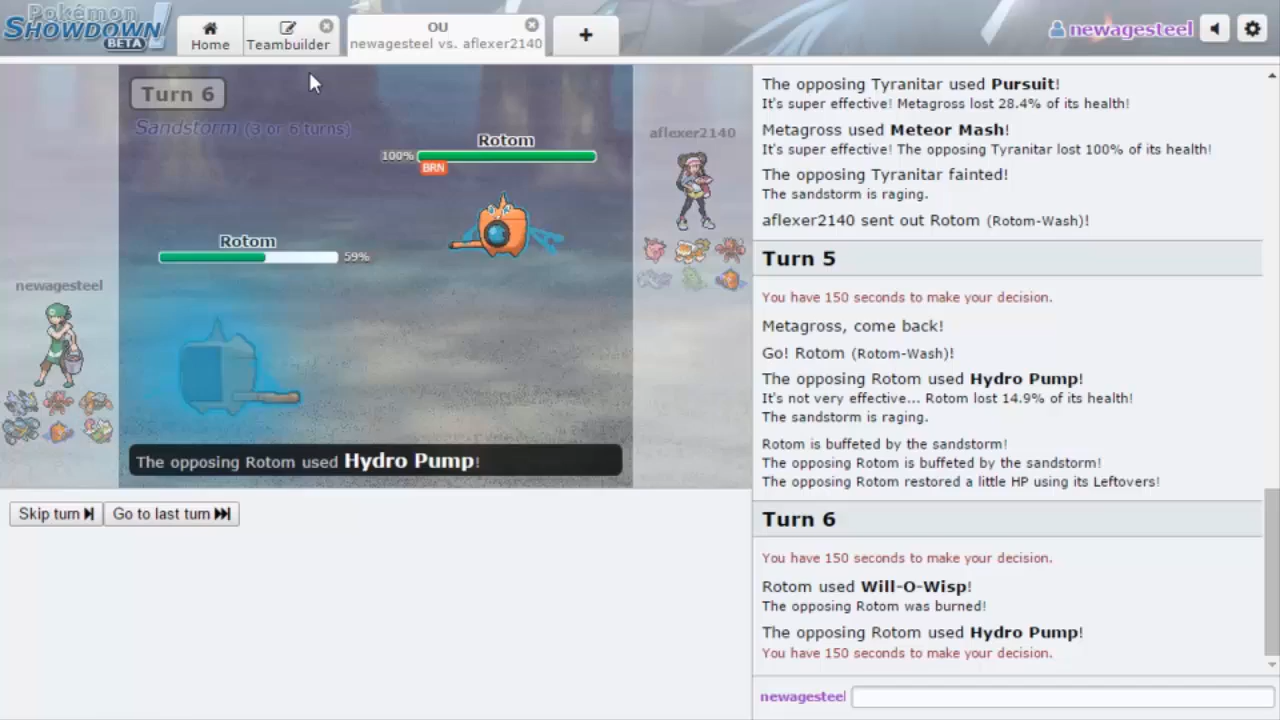 Pokémon
SHOWDOWN!
BETA
Home
Teambuilder
OU
newagesteel vs. aflexer2140
+
newagesteel
Turn 6
Sandstorm (3 or 6 turns)
Rotom
100%
BRN
Rotom
59%
aflexer2140
newagesteel
The opposing Rotom used Hydro Pump!
Skip turn
Go to last turn
The opposing Tyranitar used Pursuit!
It's super effective! Metagross lost 28.4% of its health!
Metagross used Meteor Mash!
It's super effective! The opposing Tyranitar lost 100% of its health!
The opposing Tyranitar fainted!
The sandstorm is raging.
aflexer2140 sent out Rotom (Rotom-Wash)!
Turn 5
You have 150 seconds to make your decision.
Metagross, come back!
Go! Rotom (Rotom-Wash)!
The opposing Rotom used Hydro Pump!
It's not very effective... Rotom lost 14.9% of its health!
The sandstorm is raging.
Rotom is buffeted by the sandstorm!
The opposing Rotom is buffeted by the sandstorm!
The opposing Rotom restored a little HP using its Leftovers!
Turn 6
You have 150 seconds to make your decision.
Rotom used Will-O-Wisp!
The opposing Rotom was burned!
The opposing Rotom used Hydro Pump!
You have 150 seconds to make your decision.
newagesteel